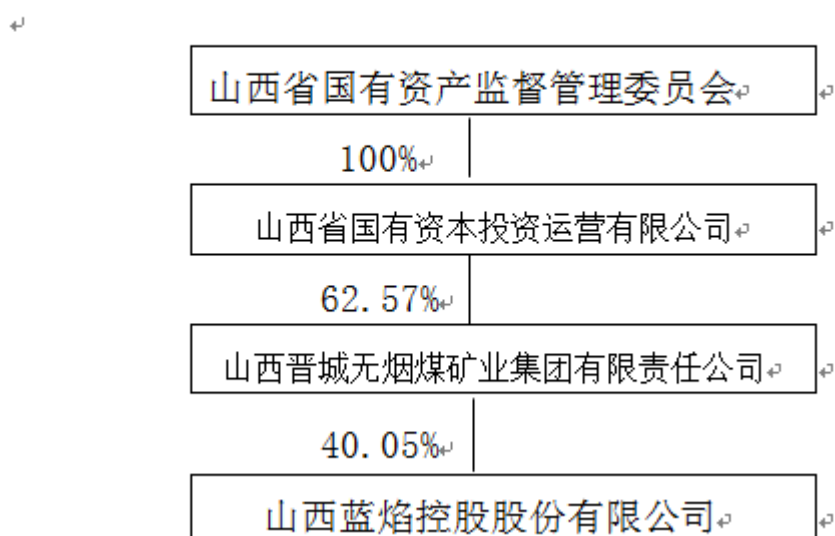 山西省国有资产监督管理委员会
100%
山西省国有资本投资运营有限公司
62.57%
山西晋城无烟煤矿业集团有限责任公司
40.05%
山西蓝焰控股股份有限公司